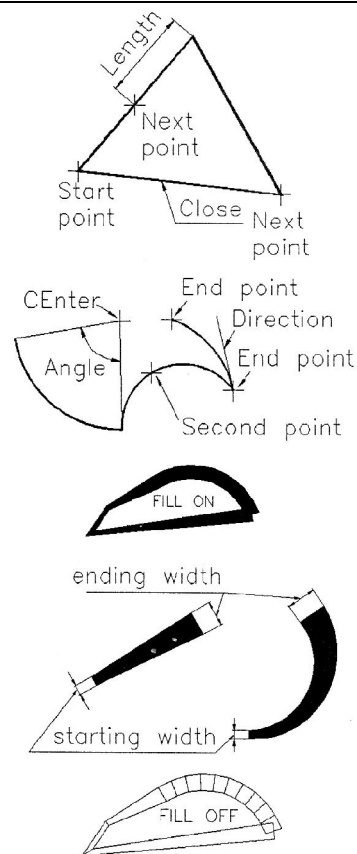 Length
Next
point
Start
point
Close
Next
point
CEnter
End point
Direction
Angle
End point
Second point
FILL ON
ending width
starting width
FILL OFF